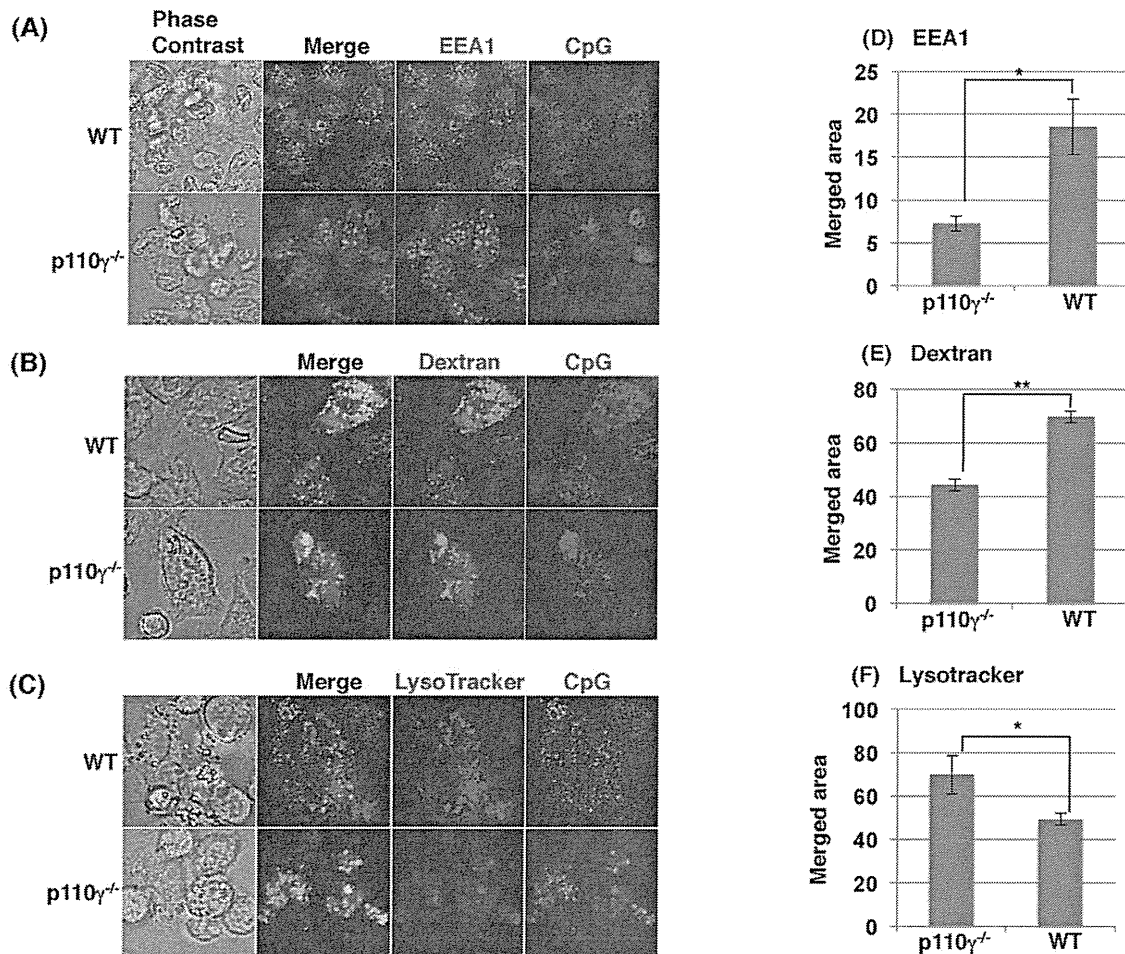 (A)
Phase
Contrast
Merge
EEA1
CpG
WT
p110γ-/-
(B)
Merge
Dextran
CpG
WT
p110γ-/-
(C)
Merge
LysoTracker
CpG
WT
p110γ-/-
(D) EEA1
Merged area
25
20
15
10
5
0
*
p110γ-/-
WT
(E) Dextran
Merged area
80
60
40
20
0
**
p110γ-/-
WT
(F) Lysotracker
Merged area
100
80
60
40
20
0
*
p110γ-/-
WT